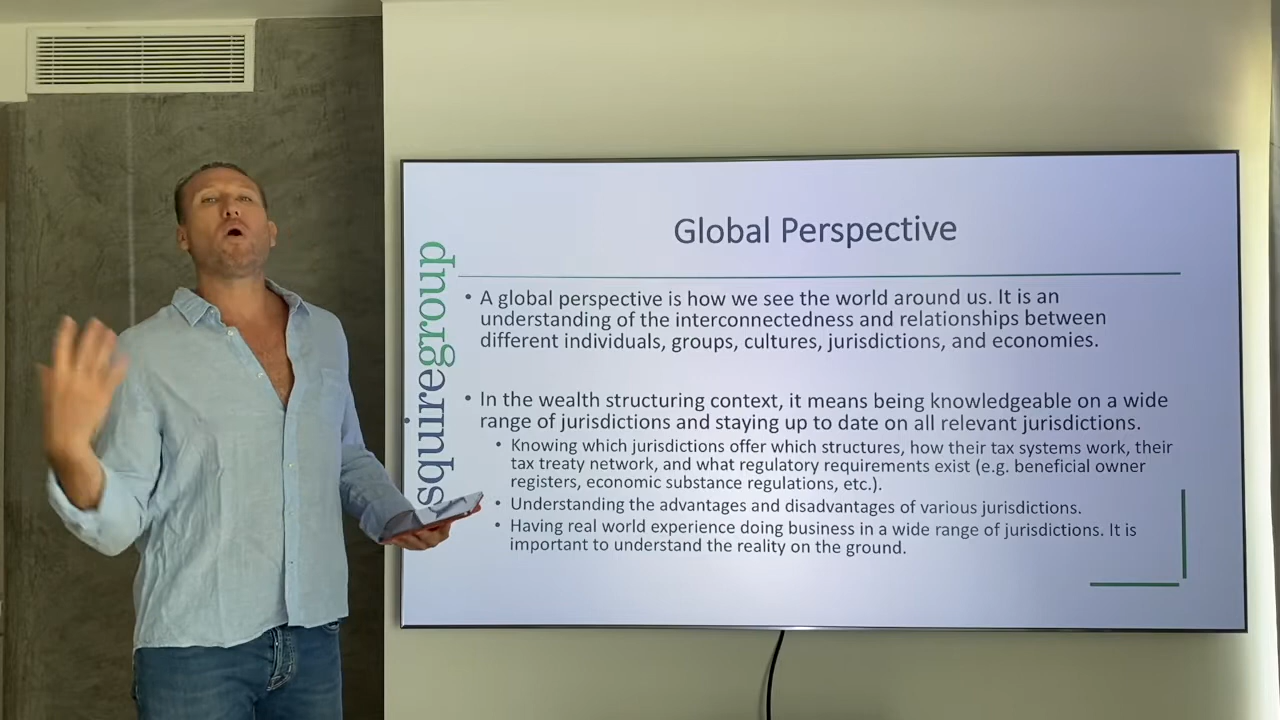 Global Perspective
squiregroup
• A global perspective is how we see the world around us. It is an
understanding of the interconnectedness and relationships between
different individuals, groups, cultures, jurisdictions, and economies.
• In the wealth structuring context, it means being knowledgeable on a wide
range of jurisdictions and staying up to date on all relevant jurisdictions.
• Knowing which jurisdictions offer which structures, how their tax systems work, their
tax treaty network, and what regulatory requirements exist (e.g. beneficial owner
registers, economic substance regulations, etc.).
• Understanding the advantages and disadvantages of various jurisdictions.
• Having real world experience doing business in a wide range of jurisdictions. It is
important to understand the reality on the ground.